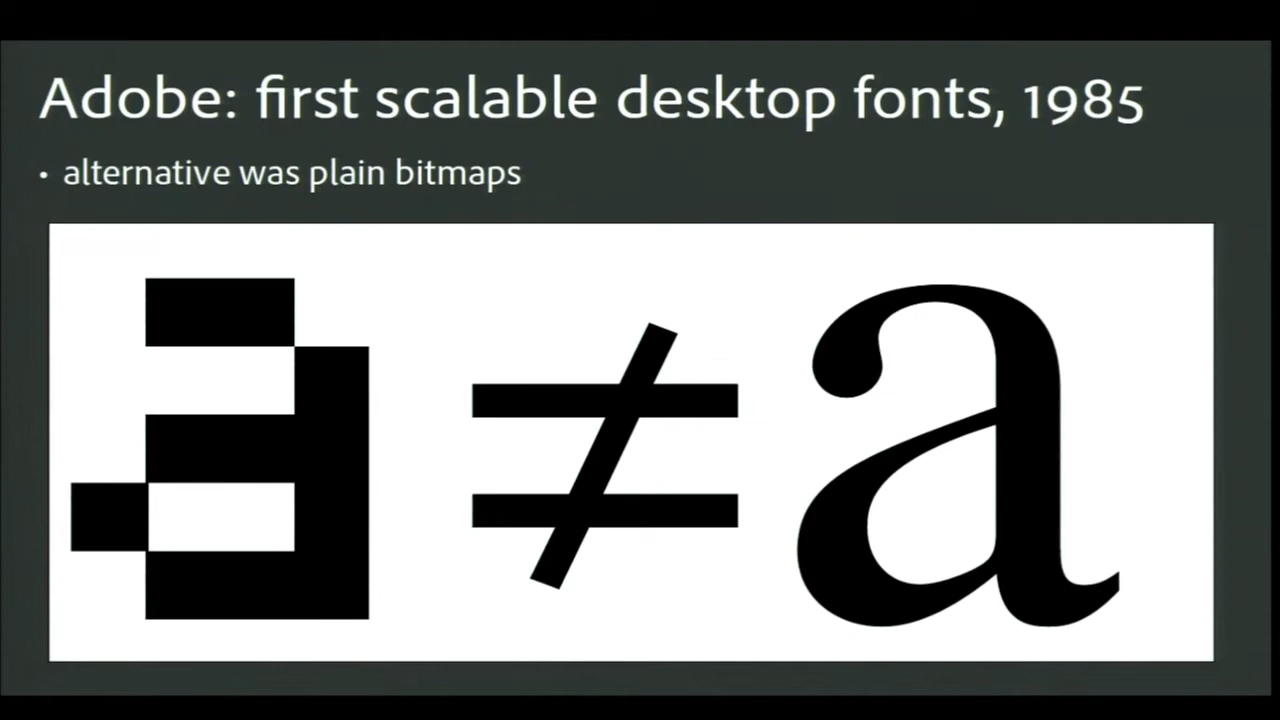 Adobe: first scalable desktop fonts, 1985
• alternative was plain bitmaps
a ≠ a